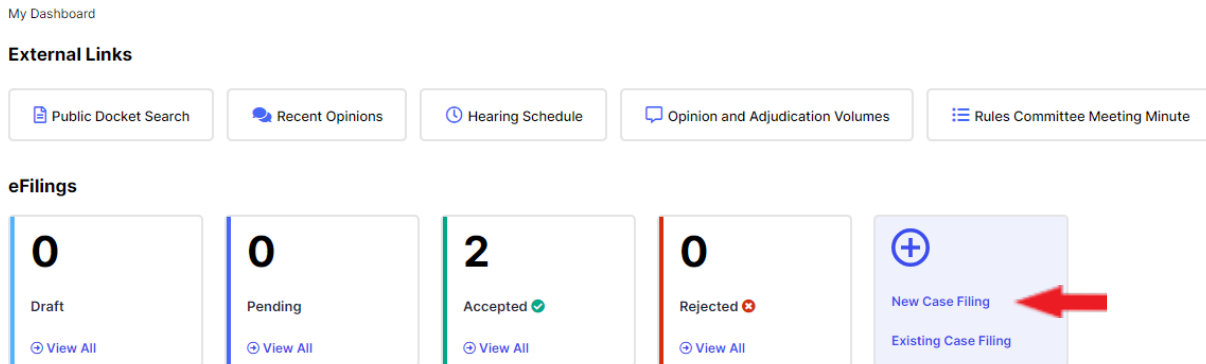 My Dashboard
External Links
Public Docket Search
Recent Opinions
Hearing Schedule
Opinion and Adjudication Volumes
Rules Committee Meeting Minute
eFilings
0
Draft
View All
0
Pending
View All
2
Accepted
View All
0
Rejected
View All
New Case Filing
Existing Case Filing